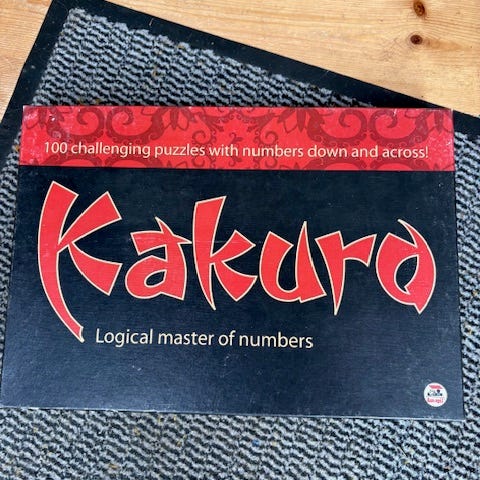 100 challenging puzzles with numbers down and across!
Kakuro
Logical master of numbers